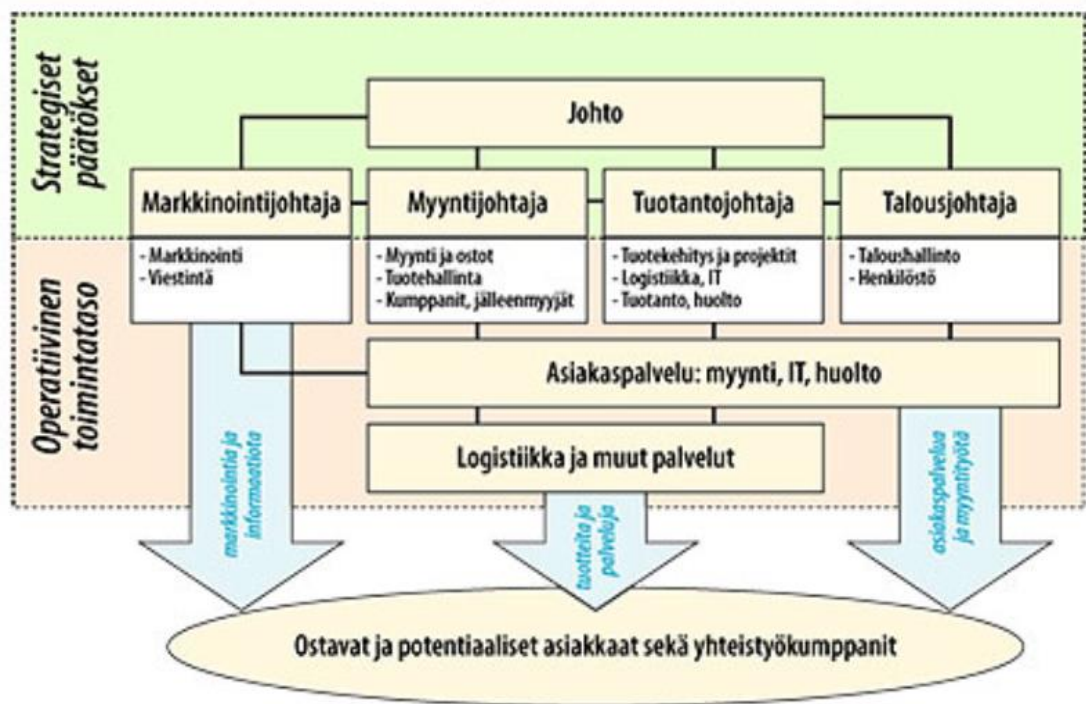 Strategiset
päätökset
Johto
Markkinointijohtaja
Myyntijohtaja
Tuotantojohtaja
Talousjohtaja
Operatiivinen
toimintataso
- Markkinointi
- Viestintä
- Myynti ja ostot
- Tuotehallinta
- Kumppanit, jälleenmyyjät
- Tuotekehitys ja projektit
- Logistiikka, IT
- Tuotanto, huolto
- Taloushallinto
- Henkilöstö
Asiakaspalvelu: myynti, IT, huolto
Logistiikka ja muut palvelut
markkinointia ja
informaatiota
tuotteita ja
palveluja
asiakaspalvelua
ja myyntityötä
Ostavat ja potentiaaliset asiakkaat sekä yhteistyökumppanit